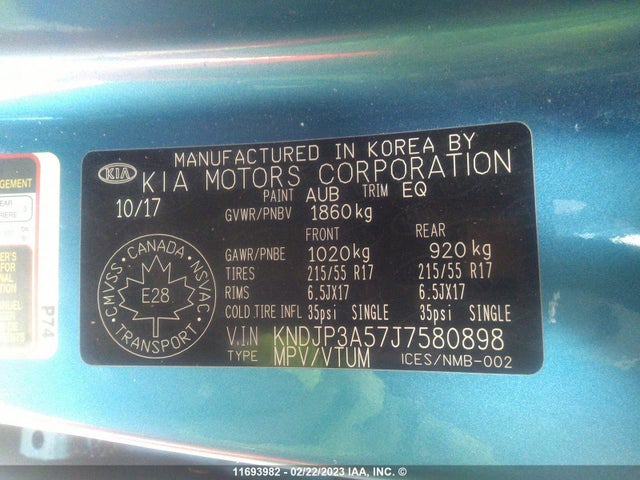 MANUFACTURED IN KOREA BY
KIA KIA MOTORS CORPORATION
10/17 PAINT AUB TRIM EQ
GVWR/PNBV 1860kg
FRONT REAR
GAWR/PNBE 1020kg 920kg
TIRES 215/55 R17 215/55 R17
RIMS 6.5JX17 6.5JX17
COLD TIRE INFL 35psi SINGLE 35psi SINGLE
V.I.N KNDJP3A57J7580898
TYPE MPV/VTUM ICES/NMB-002
CANADA
CMVSS NSVAC
E28
TRANSPORT
P74
11693982 - 02/22/2023 IAA, INC. ©